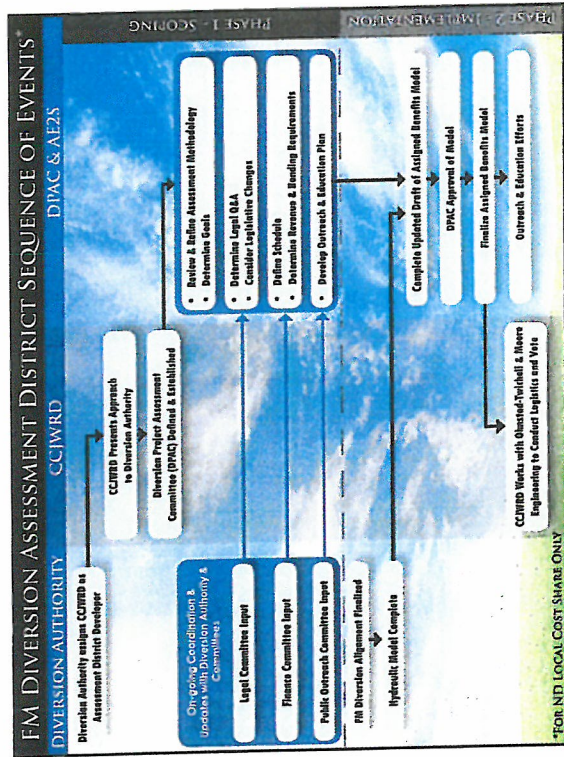 FM DIVERSION ASSESSMENT DISTRICT SEQUENCE OF EVENTS*
DIVERSION AUTHORITY
CCJWRD
DPAC & AE2S
Diversion Authority assigns CCJWRD as
Assessment District Developer
CCJWRD Presents Approach
to Diversion Authority
Diversion Project Assessment
Committee (DPAC) Defined & Established
On-going Coordination &
Updates with Diversion Authority &
Committees
Legal Committee Input
Finance Committee Input
Public Outreach Committee Input
• Review & Refine Assessment Methodology
• Determine Goals
• Determine Legal Q&A
• Consider Legislative Changes
• Define Schedule
• Determine Revenue & Bonding Requirements
• Develop Outreach & Education Plan
PHASE 1 - SCOPING
FM Diversion Alignment Finalized
Hydraulic Model Complete
Complete Updated Draft of Assigned Benefits Model
DPAC Approval of Model
Finalize Assigned Benefits Model
Outreach & Education Efforts
CCJWRD Works with Ohnstad-Twichell & Moore
Engineering to Conduct Logistics and Vote
PHASE 2 - IMPLEMENTATION
*FOR ND LOCAL COST SHARE ONLY